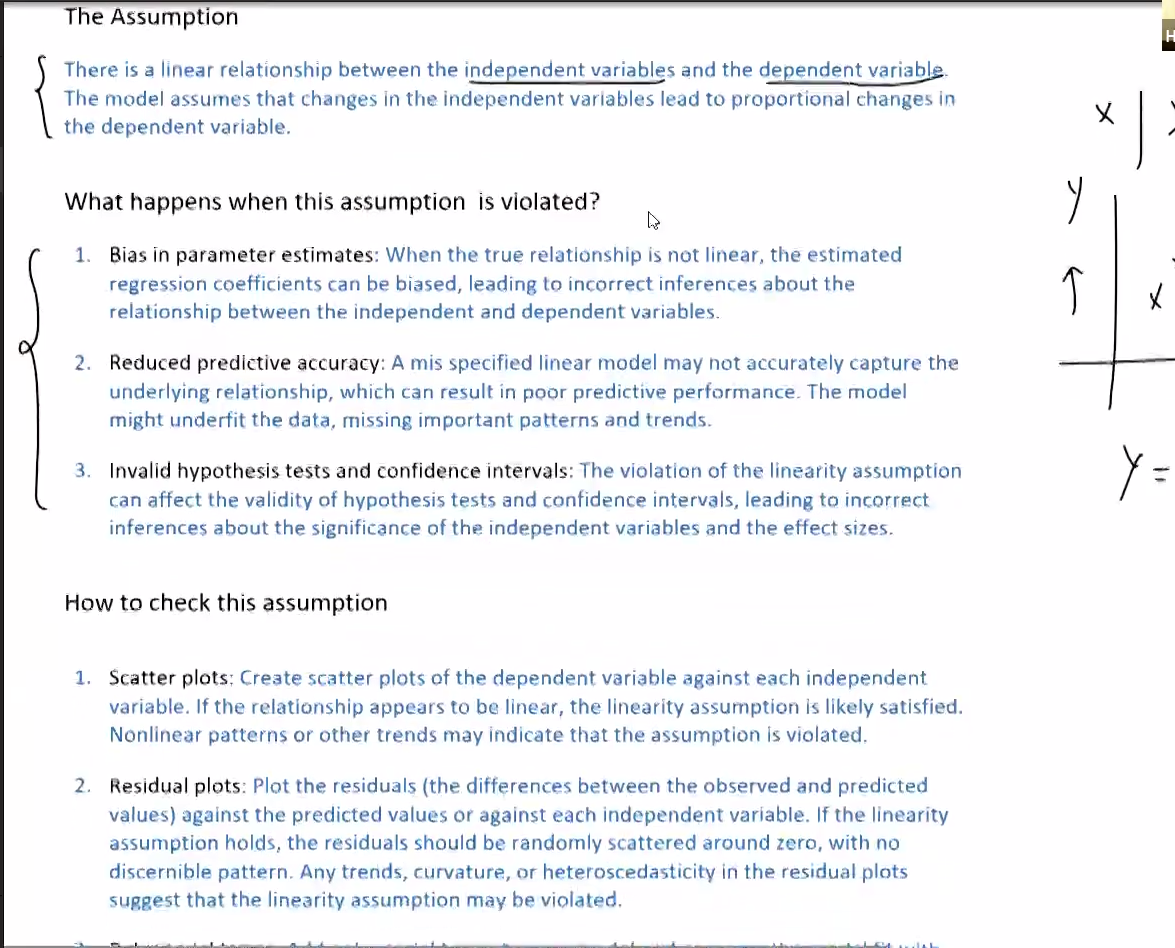 The Assumption
There is a linear relationship between the independent variables and the dependent variable.
The model assumes that changes in the independent variables lead to proportional changes in
the dependent variable.
What happens when this assumption is violated?
1. Bias in parameter estimates: When the true relationship is not linear, the estimated
regression coefficients can be biased, leading to incorrect inferences about the
relationship between the independent and dependent variables.
2. Reduced predictive accuracy: A mis specified linear model may not accurately capture the
underlying relationship, which can result in poor predictive performance. The model
might underfit the data, missing important patterns and trends.
3. Invalid hypothesis tests and confidence intervals: The violation of the linearity assumption
can affect the validity of hypothesis tests and confidence intervals, leading to incorrect
inferences about the significance of the independent variables and the effect sizes.
How to check this assumption
1. Scatter plots: Create scatter plots of the dependent variable against each independent
variable. If the relationship appears to be linear, the linearity assumption is likely satisfied.
Nonlinear patterns or other trends may indicate that the assumption is violated.
2. Residual plots: Plot the residuals (the differences between the observed and predicted
values) against the predicted values or against each independent variable. If the linearity
assumption holds, the residuals should be randomly scattered around zero, with no
discernible pattern. Any trends, curvature, or heteroscedasticity in the residual plots
suggest that the linearity assumption may be violated.
H
x |
y
↑ x
y =